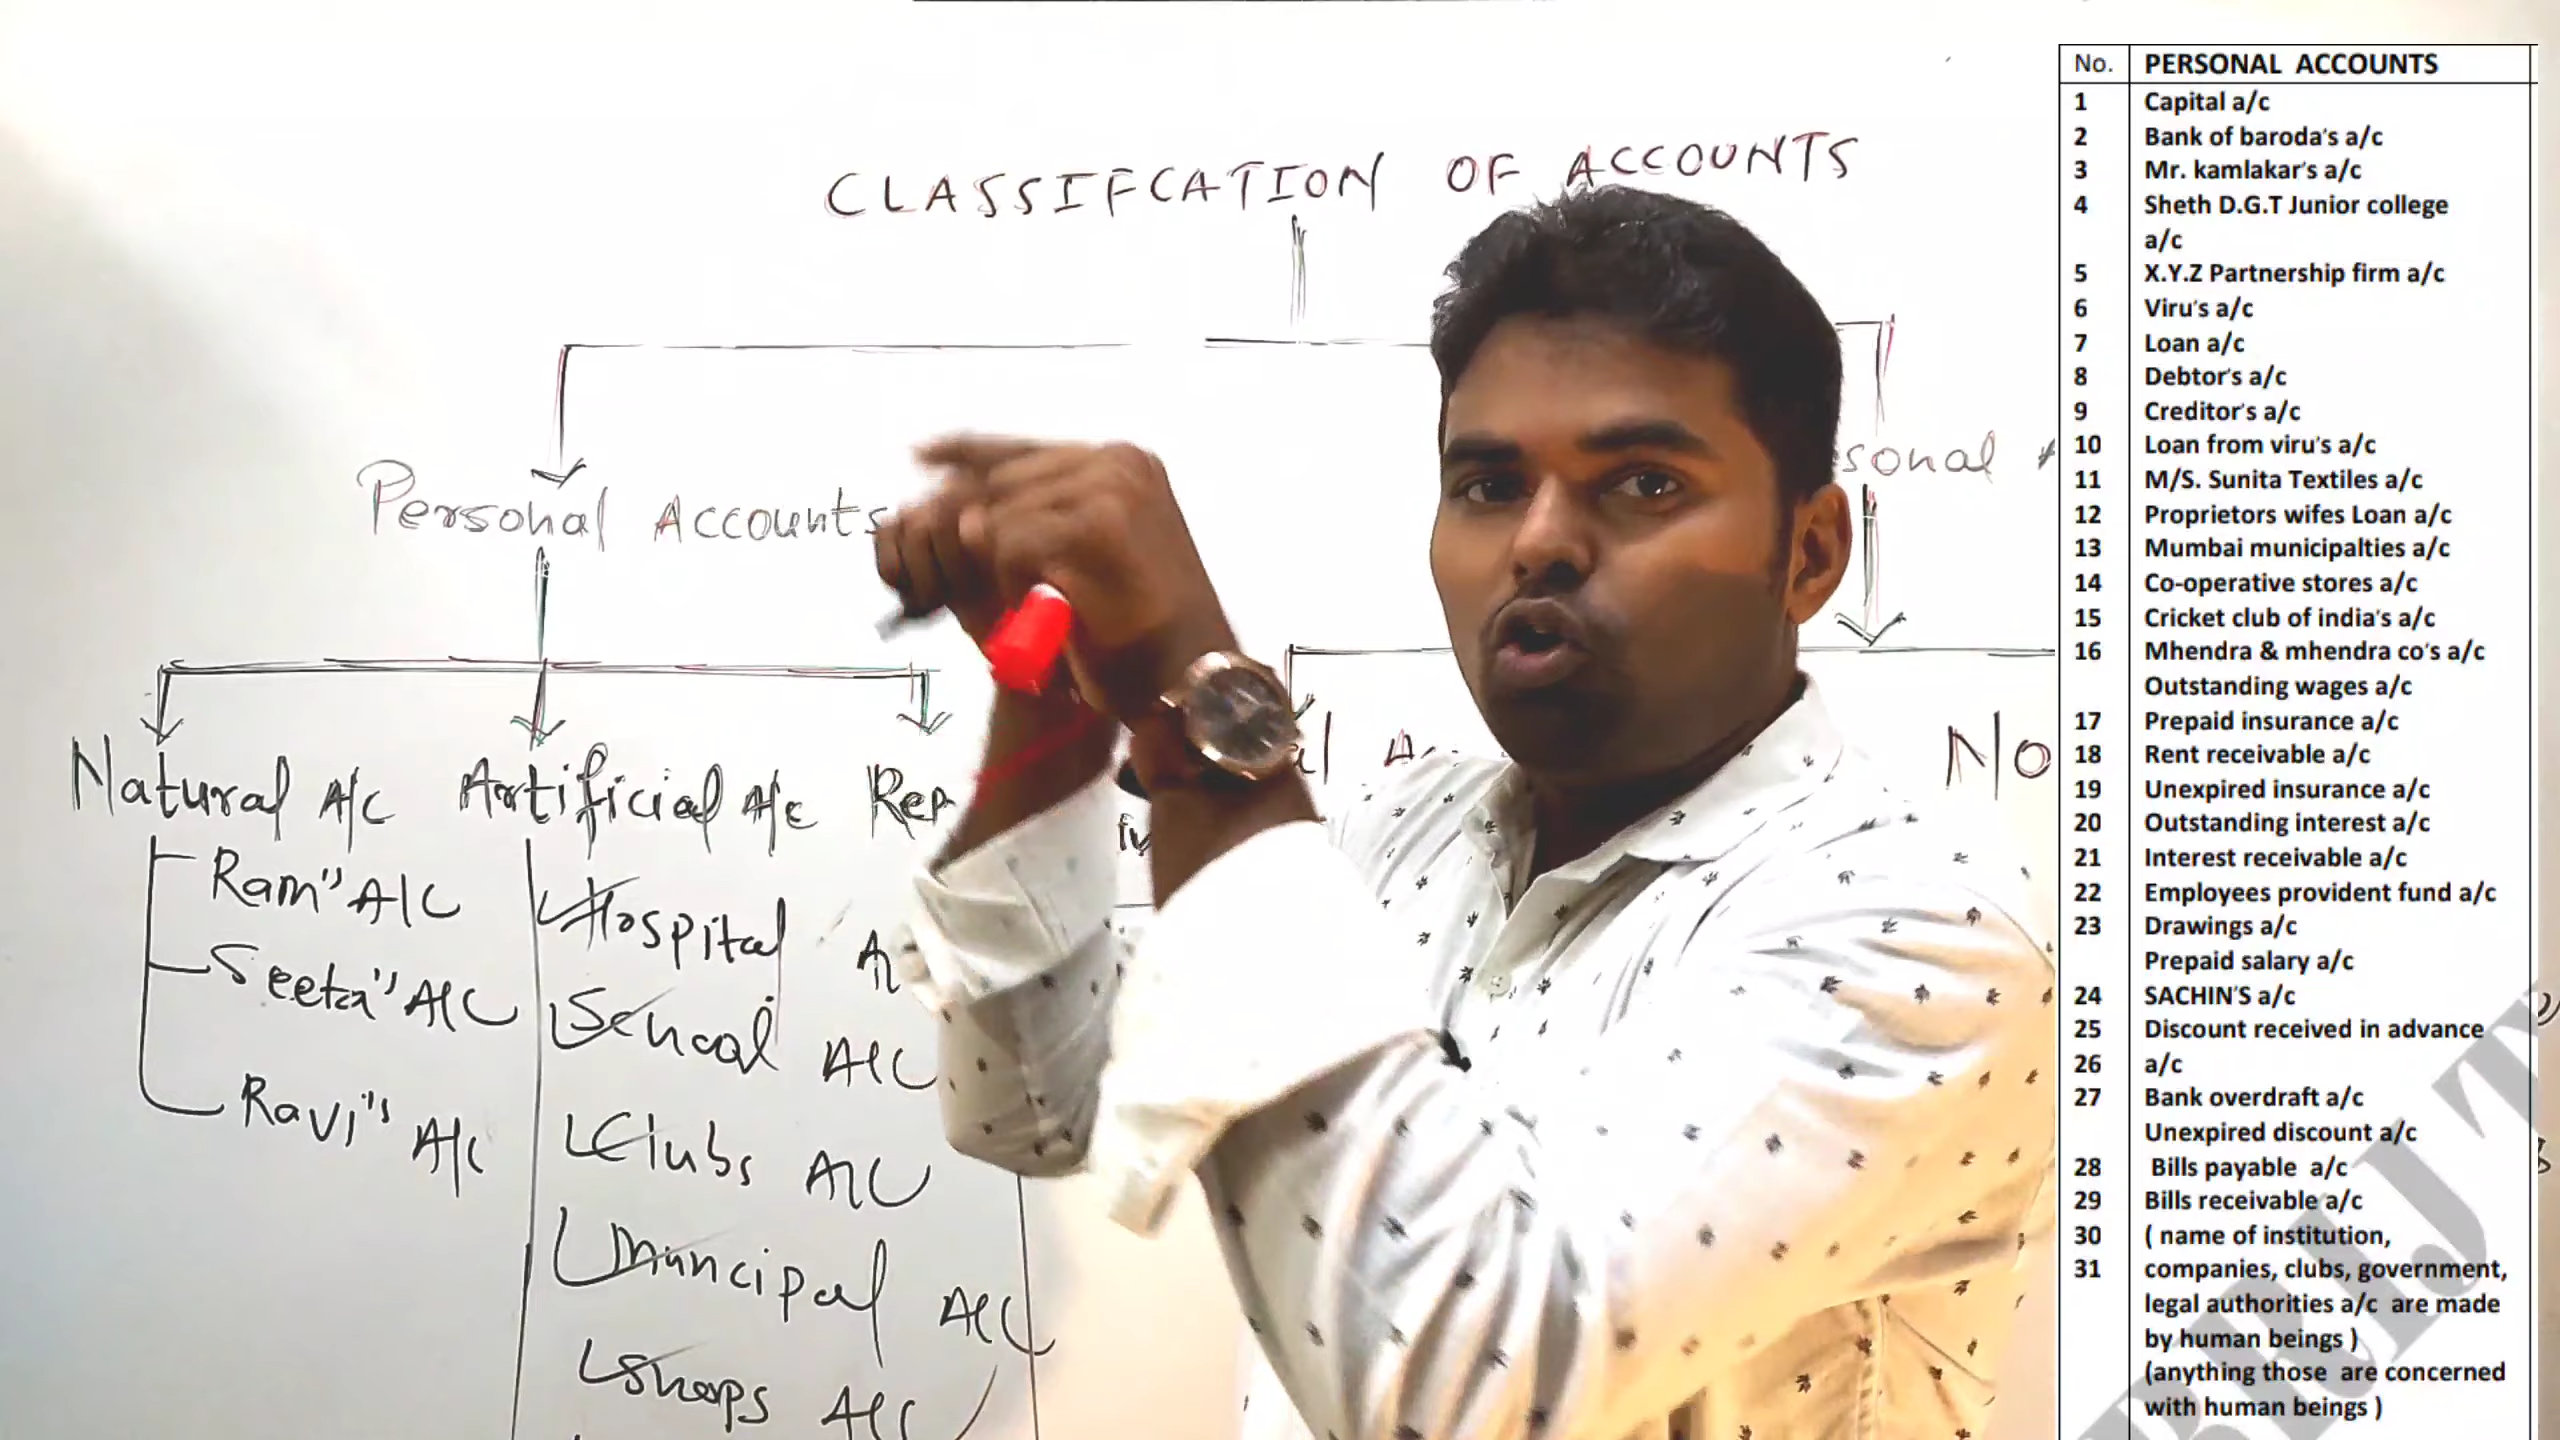 CLASSIFCATION OF ACCOUNTS
Personal Accounts
sonal
Natural A/C Artificial A/C Rep
No
Ram" A/C
Seeta" A/C
Ravi"s A/C
Hospital A
School A/C
Clubs A/C
Muncipal A/C
Shops A/C
No. PERSONAL ACCOUNTS
1 Capital a/c
2 Bank of baroda's a/c
3 Mr. kamlakar's a/c
4 Sheth D.G.T Junior college
a/c
5 X.Y.Z Partnership firm a/c
6 Viru's a/c
7 Loan a/c
8 Debtor's a/c
9 Creditor's a/c
10 Loan from viru's a/c
11 M/S. Sunita Textiles a/c
12 Proprietors wifes Loan a/c
13 Mumbai municipalties a/c
14 Co-operative stores a/c
15 Cricket club of india's a/c
16 Mhendra & mhendra co's a/c
Outstanding wages a/c
17 Prepaid insurance a/c
18 Rent receivable a/c
19 Unexpired insurance a/c
20 Outstanding interest a/c
21 Interest receivable a/c
22 Employees provident fund a/c
23 Drawings a/c
Prepaid salary a/c
24 SACHIN'S a/c
25 Discount received in advance
26 a/c
27 Bank overdraft a/c
Unexpired discount a/c
28 Bills payable a/c
29 Bills receivable a/c
30 ( name of institution,
31 companies, clubs, government,
legal authorities a/c are made
by human beings )
(anything those are concerned
with human beings )